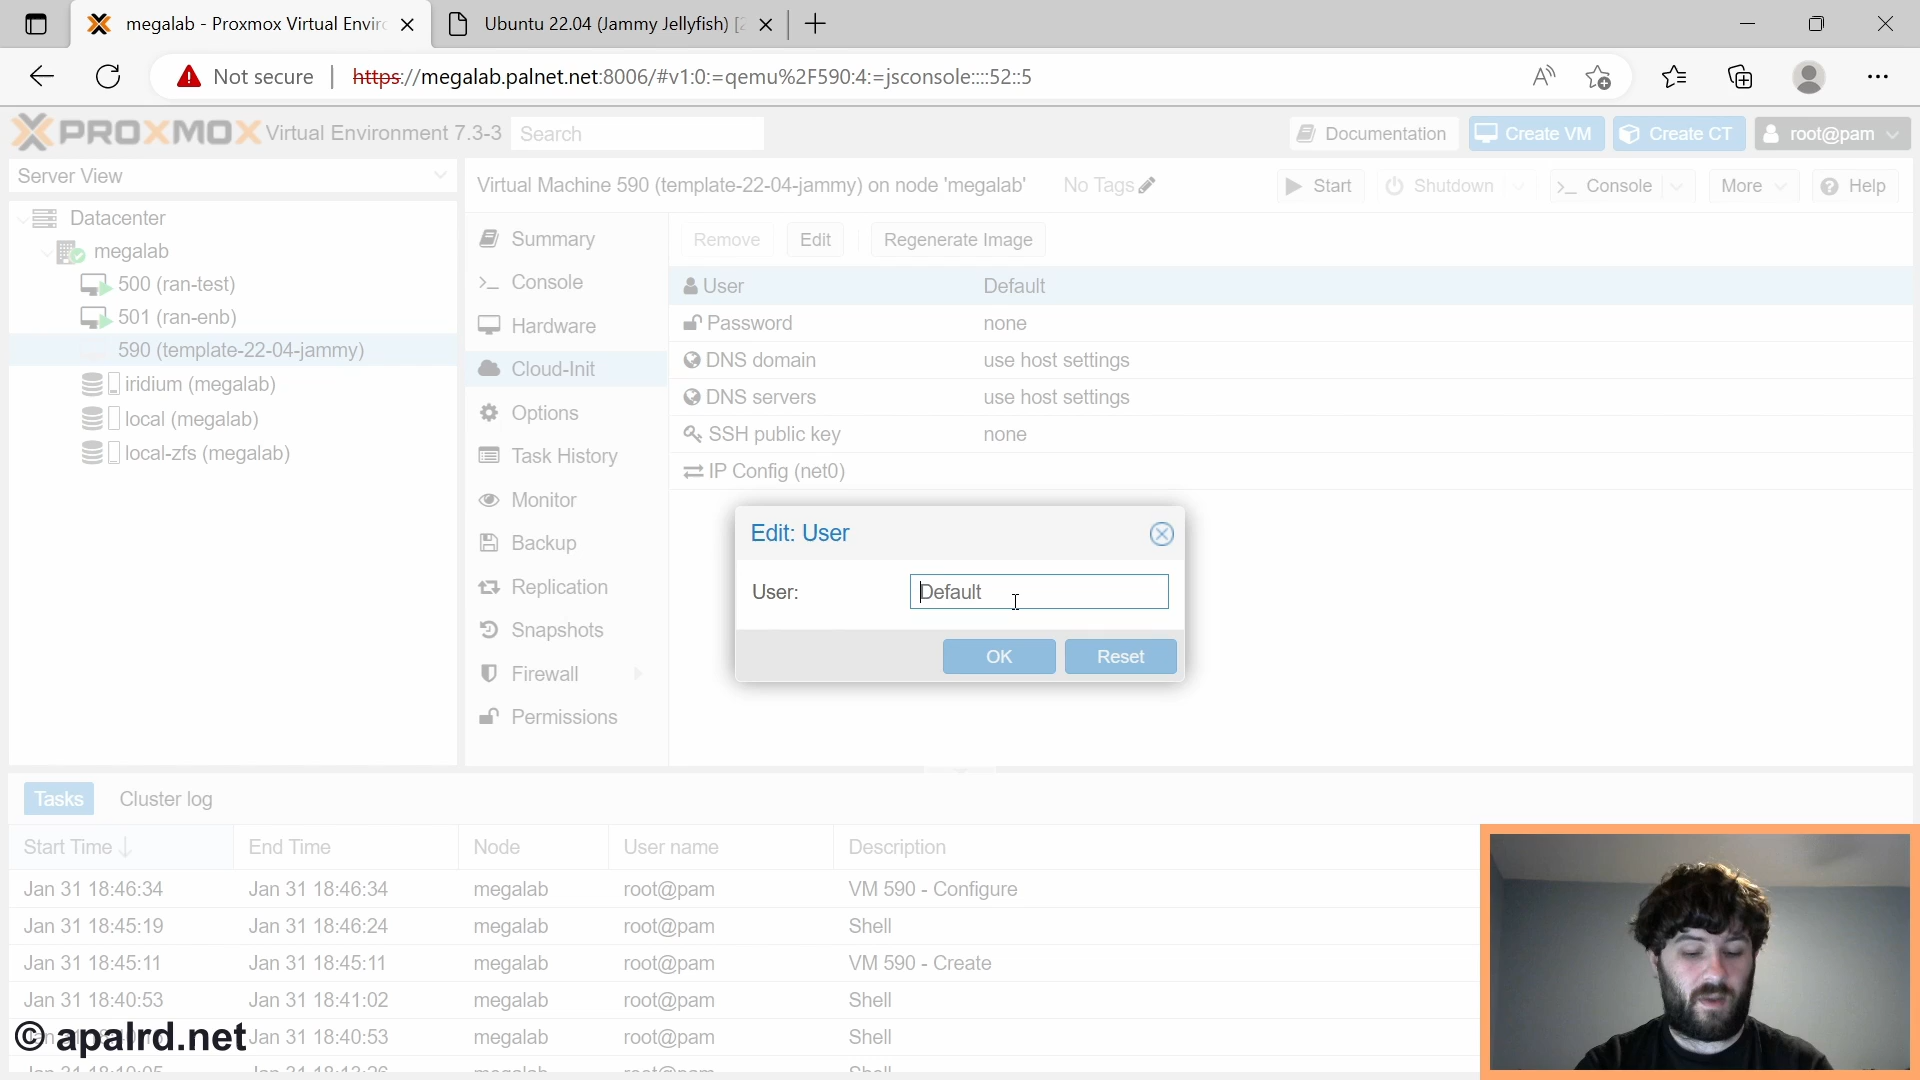 megalab - Proxmox Virtual Envir
Ubuntu 22.04 (Jammy Jellyfish) [
Not secure
https://megalab.palnet.net:8006/#v1:0:=qemu%2F590:4:=jsconsole::::52::5
PROXMOX Virtual Environment 7.3-3
Search
Documentation
Create VM
Create CT
root@pam
Server View
Virtual Machine 590 (template-22-04-jammy) on node 'megalab'
No Tags
Start
Shutdown
Console
More
Help
Datacenter
megalab
500 (ran-test)
501 (ran-enb)
590 (template-22-04-jammy)
iridium (megalab)
local (megalab)
local-zfs (megalab)
Summary
Console
Hardware
Cloud-Init
Options
Task History
Monitor
Backup
Replication
Snapshots
Firewall
Permissions
Remove
Edit
Regenerate Image
User Default
Password none
DNS domain use host settings
DNS servers use host settings
SSH public key none
IP Config (net0)
Edit: User
User: Default
OK
Reset
Tasks
Cluster log
Start Time End Time Node User name Description
Jan 31 18:46:34 Jan 31 18:46:34 megalab root@pam VM 590 - Configure
Jan 31 18:45:19 Jan 31 18:46:24 megalab root@pam Shell
Jan 31 18:45:11 Jan 31 18:45:11 megalab root@pam VM 590 - Create
Jan 31 18:40:53 Jan 31 18:41:02 megalab root@pam Shell
Jan 31 18:40:53 megalab root@pam Shell
© apalrd.net